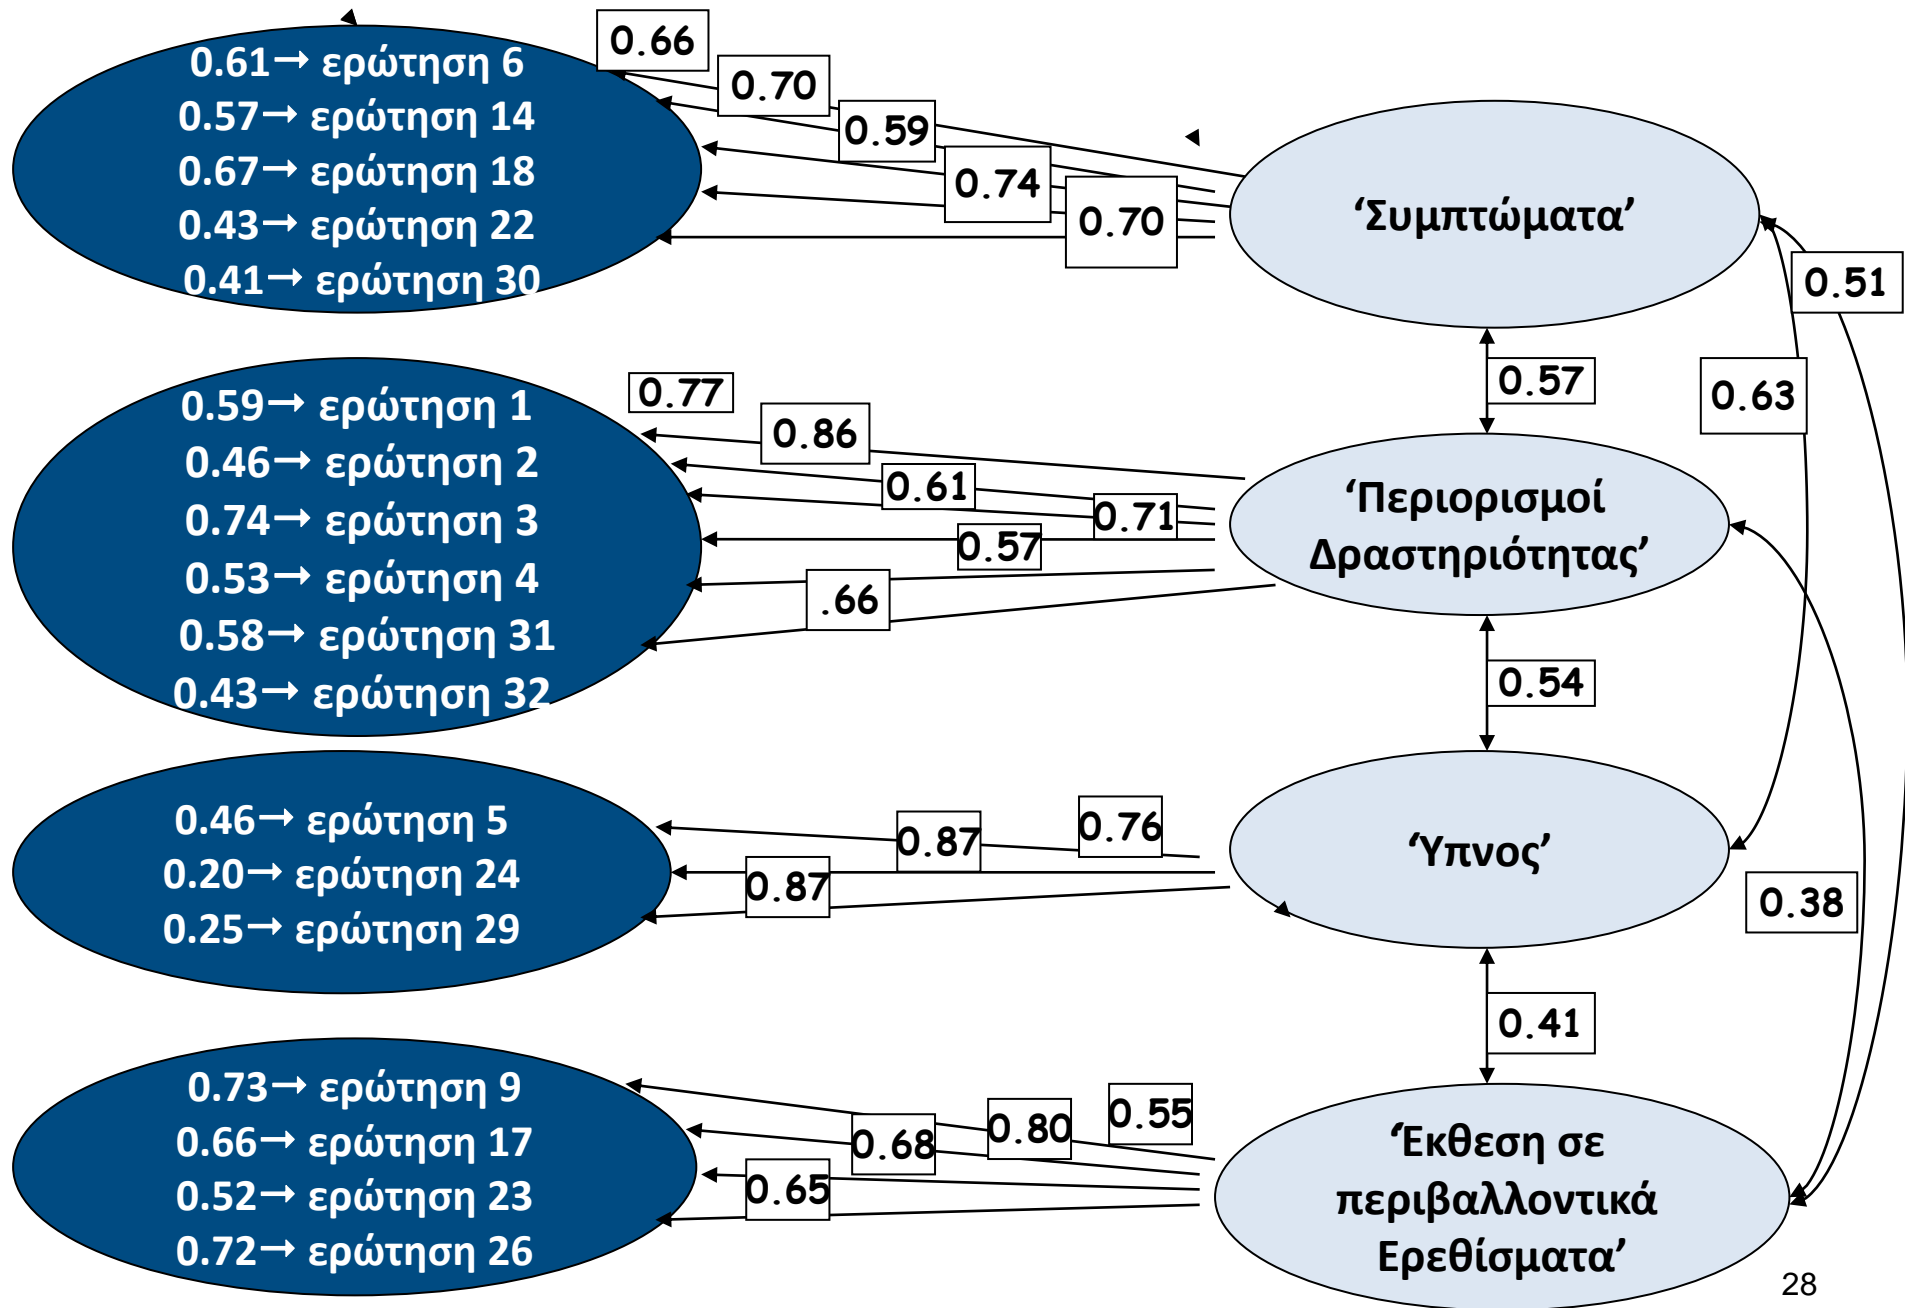 0.61→ ερώτηση 6
0.57→ ερώτηση 14
0.67→ ερώτηση 18
0.43→ ερώτηση 22
0.41→ ερώτηση 30
0.66
0.70
0.59
0.74
0.70
‘Συμπτώματα’
0.51
0.57
0.63
0.59→ ερώτηση 1
0.46→ ερώτηση 2
0.74→ ερώτηση 3
0.53→ ερώτηση 4
0.58→ ερώτηση 31
0.43→ ερώτηση 32
0.77
0.86
0.61
0.71
0.57
.66
‘Περιορισμοί
Δραστηριότητας’
0.54
0.46→ ερώτηση 5
0.20→ ερώτηση 24
0.25→ ερώτηση 29
0.76
0.87
0.87
‘Υπνος’
0.38
0.41
0.73→ ερώτηση 9
0.66→ ερώτηση 17
0.52→ ερώτηση 23
0.72→ ερώτηση 26
0.55
0.80
0.68
0.65
‘Έκθεση σε
περιβαλλοντικά
Ερεθίσματα’
28